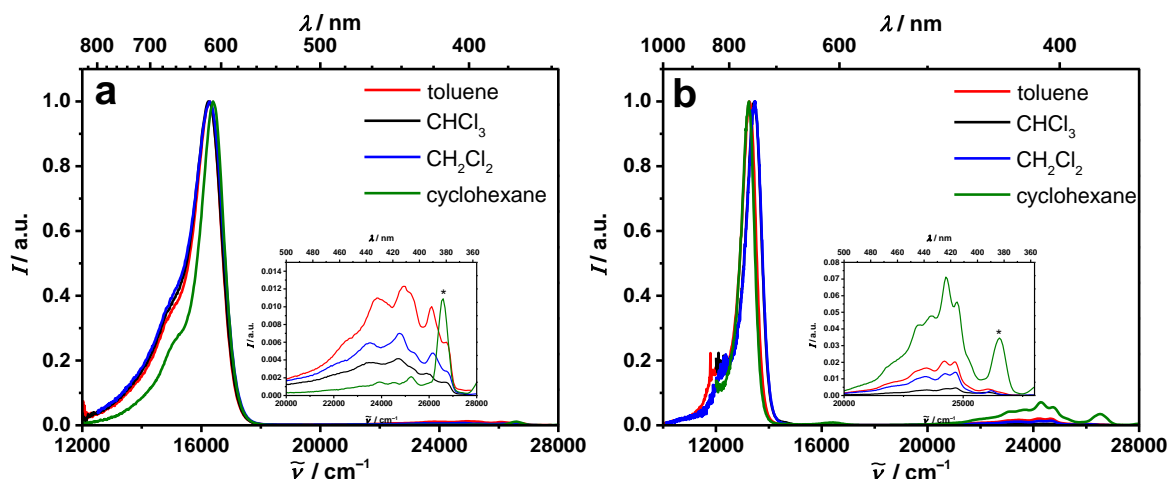 λ / nm
800 700 600 500 400
a
toluene
CHCl3
CH2Cl2
cyclohexane
I / a.u.
1.0
0.8
0.6
0.4
0.2
0.0
λ / nm
500 480 460 440 420 400 380 360
I / a.u.
0.014
0.012
0.010
0.008
0.006
0.004
0.002
0.000
*
20000 22000 24000 26000 28000
ṽ / cm−1
12000 16000 20000 24000 28000
ṽ / cm−1
λ / nm
1000 800 600 400
b
toluene
CHCl3
CH2Cl2
cyclohexane
I / a.u.
1.0
0.8
0.6
0.4
0.2
0.0
λ / nm
500 480 460 440 420 400 380 360
I / a.u.
0.08
0.07
0.06
0.05
0.04
0.03
0.02
0.01
0.00
*
20000 25000
ṽ / cm−1
12000 16000 20000 24000 28000
ṽ / cm−1